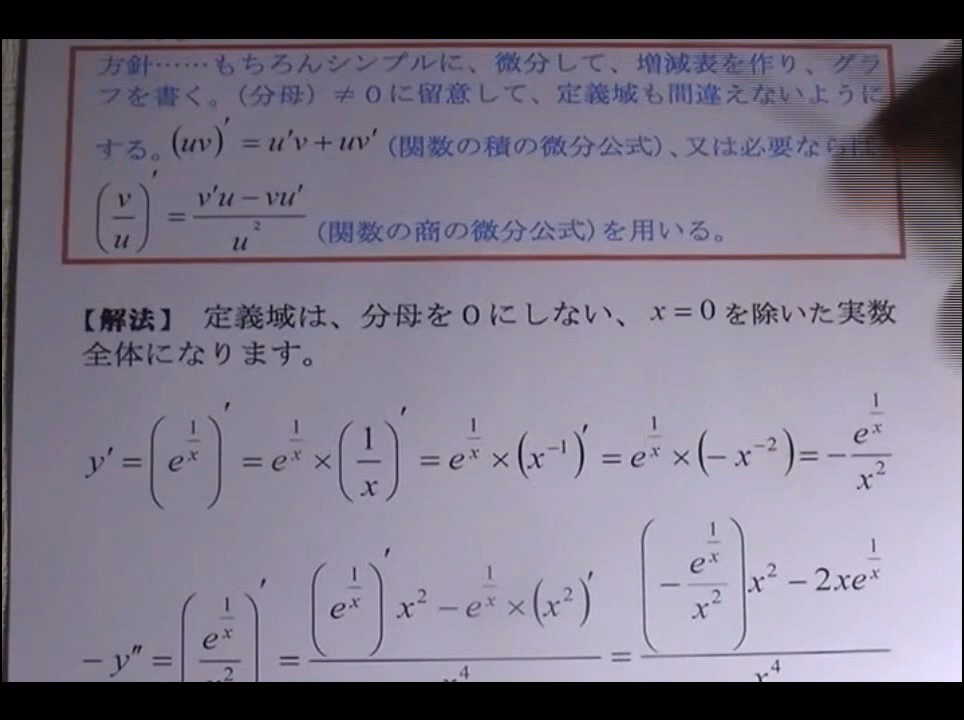 方針……もちろんシンプルに、微分して、増減表を作り、グラ
フを書く。(分母) ≠ 0 に留意して、定義域も間違えないように
する。(uv)′ = u′v + uv′ (関数の積の微分公式)、又は必要なら
(v/u)′ = (v′u − vu′)/u² (関数の商の微分公式)を用いる。
【解法】 定義域は、分母を 0 にしない、x = 0 を除いた実数
全体になります。
y′ = (e^(1/x))′ = e^(1/x) × (1/x)′ = e^(1/x) × (x⁻¹)′ = e^(1/x) × (− x⁻²) = − e^(1/x)/x²
− y″ = (e^(1/x)/x²)′ = ((e^(1/x))′ x² − e^(1/x) × (x²)′)/x⁴ = ((− e^(1/x)/x²) x² − 2xe^(1/x))/x⁴